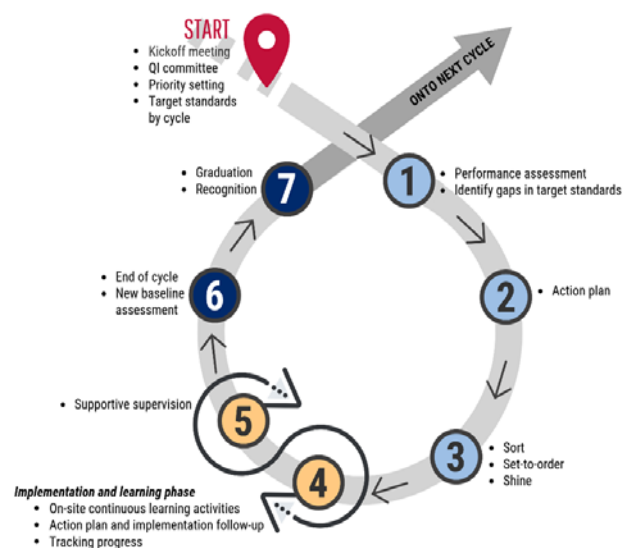 START
• Kickoff meeting
• QI committee
• Priority setting
• Target standards
by cycle
ONTO NEXT CYCLE
1
• Performance assessment
• Identify gaps in target standards
2
• Action plan
3
• Sort
• Set-to-order
• Shine
4
Implementation and learning phase
• On-site continuous learning activities
• Action plan and implementation follow-up
• Tracking progress
5
• Supportive supervision
6
• End of cycle
• New baseline
assessment
7
• Graduation
• Recognition